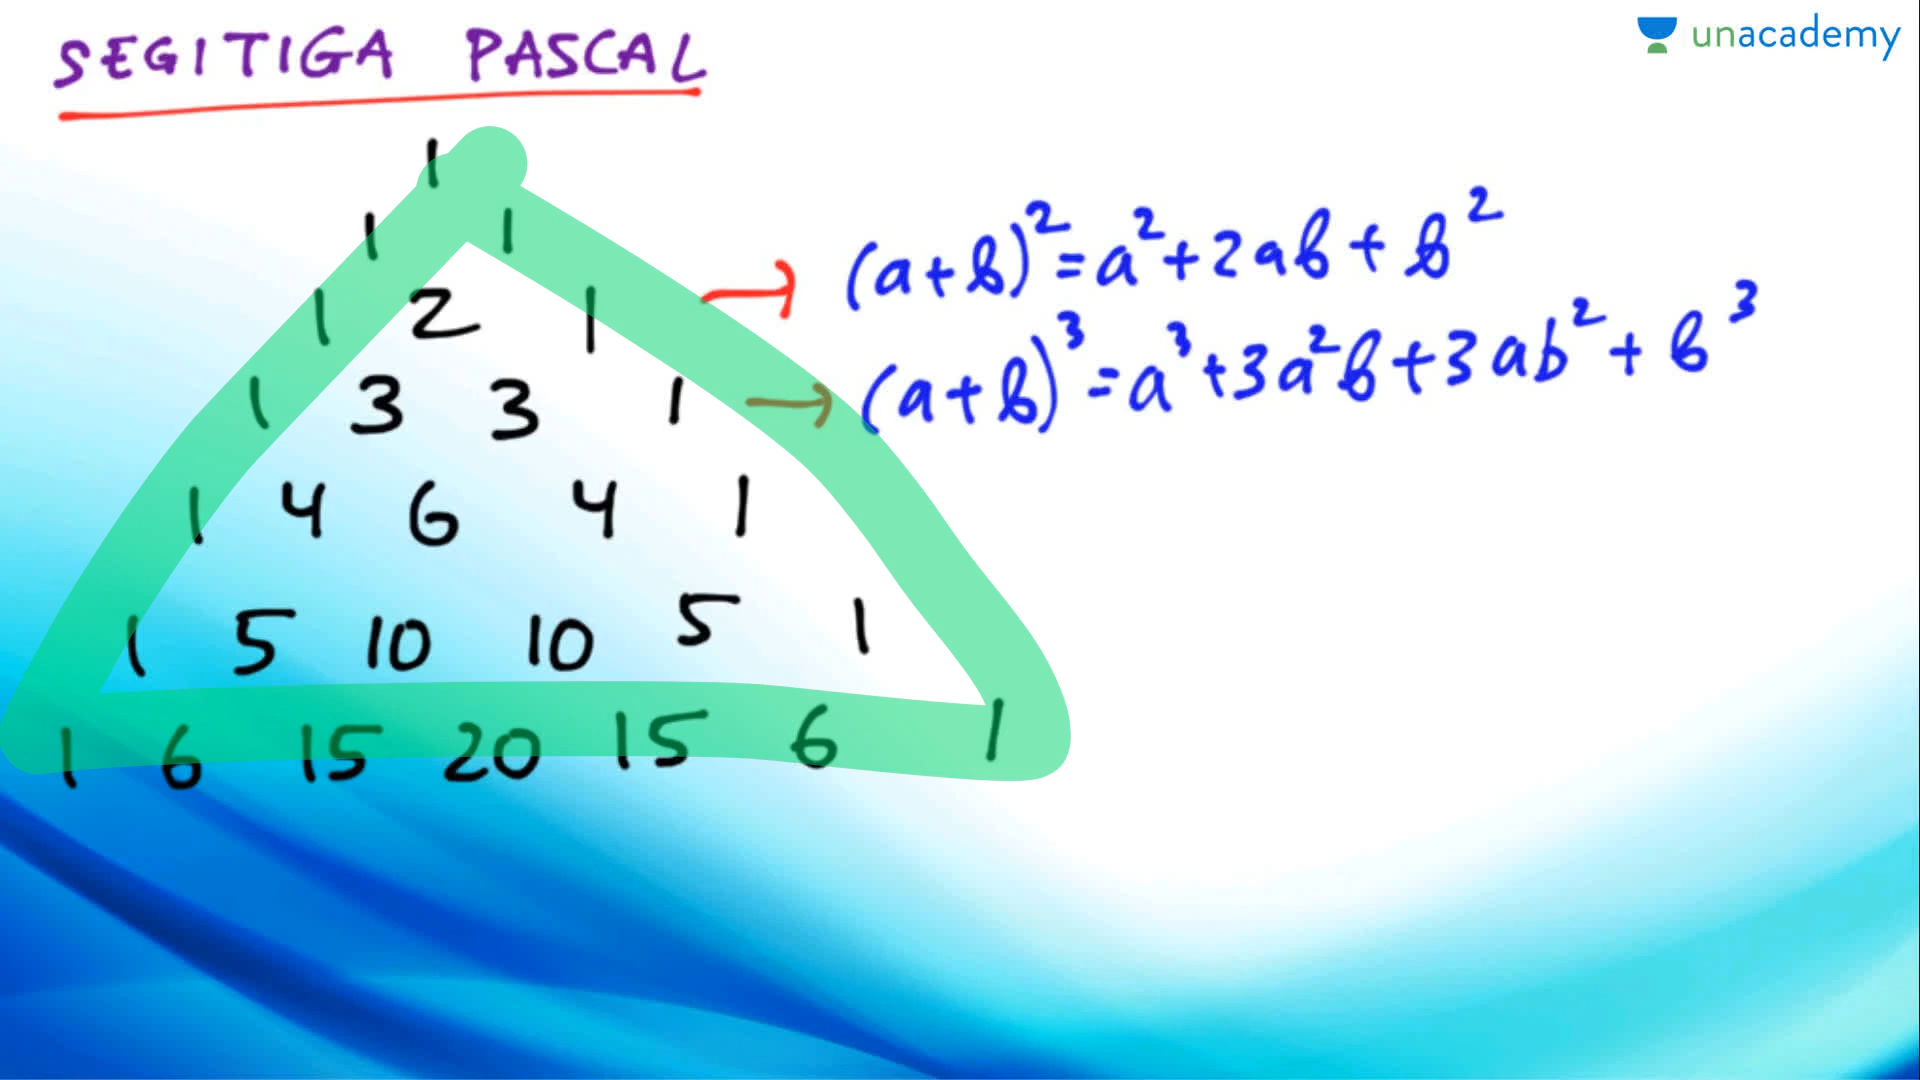 SEGITIGA PASCAL
unacademy
1
1 1
1 2 1 → (a+b)²=a²+2ab+b²
1 3 3 1 → (a+b)³=a³+3a²b+3ab²+b³
1 4 6 4 1
1 5 10 10 5 1
1 6 15 20 15 6 1